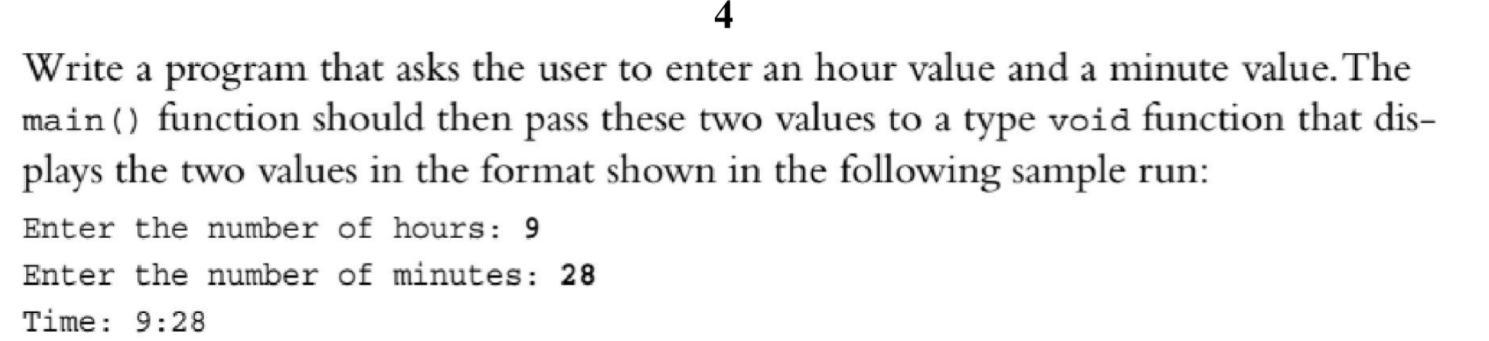 4
Write a program that asks the user to enter an hour value and a minute value. The
main() function should then pass these two values to a type void function that dis-
plays the two values in the format shown in the following sample run:
Enter the number of hours: 9
Enter the number of minutes: 28
Time: 9:28